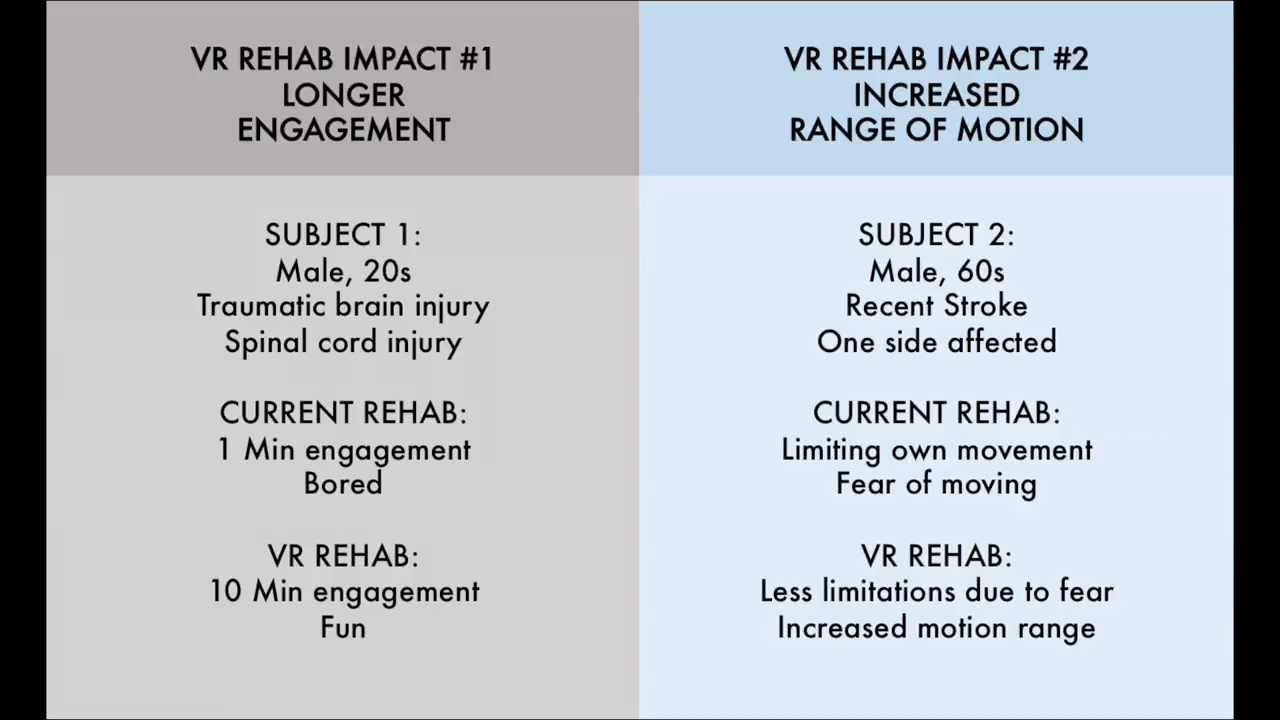 VR REHAB IMPACT #1
LONGER
ENGAGEMENT
SUBJECT 1:
Male, 20s
Traumatic brain injury
Spinal cord injury
CURRENT REHAB:
1 Min engagement
Bored
VR REHAB:
10 Min engagement
Fun
VR REHAB IMPACT #2
INCREASED
RANGE OF MOTION
SUBJECT 2:
Male, 60s
Recent Stroke
One side affected
CURRENT REHAB:
Limiting own movement
Fear of moving
VR REHAB:
Less limitations due to fear
Increased motion range